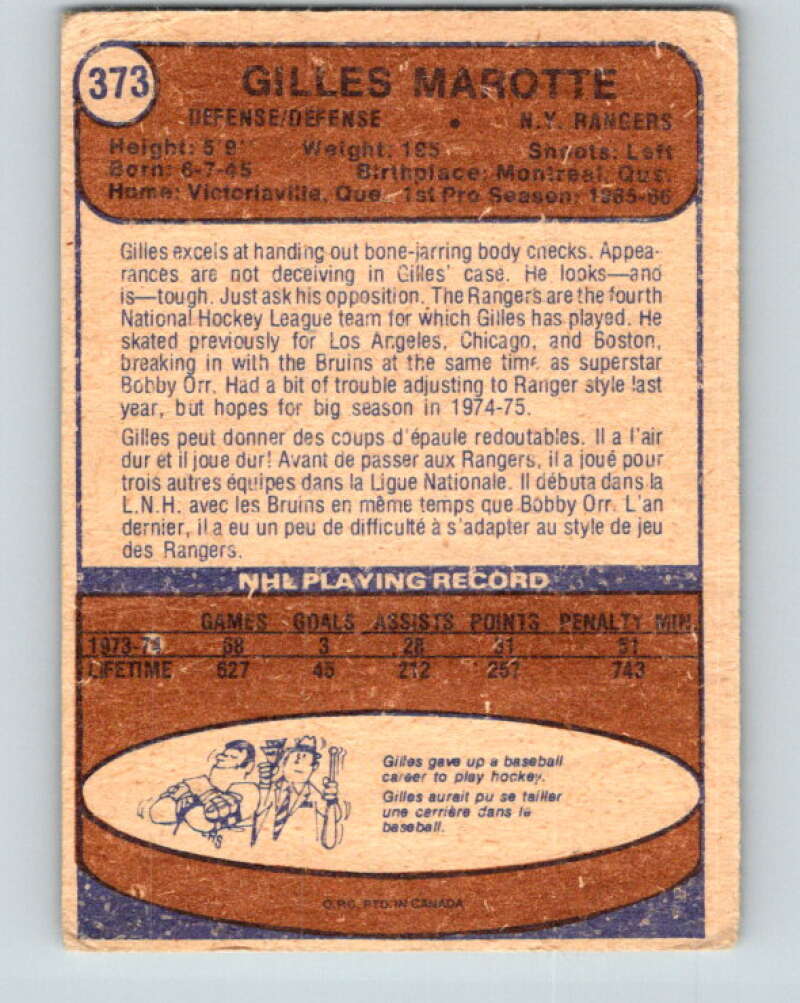 373
GILLES MAROTTE
DEFENSE/DEFENSE • N.Y. RANGERS
Height: 5'9" Weight: 195 Shoots: Left
Born: 6-7-45 Birthplace: Montreal, Que.
Home: Victoriaville, Que. 1st Pro Season: 1965-66
Gilles excels at handing out bone-jarring body checks. Appea-
rances are not deceiving in Gilles' case. He looks—and
is—tough. Just ask his opposition. The Rangers are the fourth
National Hockey League team for which Gilles has played. He
skated previously for Los Angeles, Chicago, and Boston,
breaking in with the Bruins at the same time as superstar
Bobby Orr. Had a bit of trouble adjusting to Ranger style last
year, but hopes for big season in 1974-75.
Gilles peut donner des coups d'épaule redoutables. Il a l'air
dur et il joue dur! Avant de passer aux Rangers, il a joué pour
trois autres équipes dans la Ligue Nationale. Il débuta dans la
L.N.H. avec les Bruins en même temps que Bobby Orr. L'an
dernier, il a eu un peu de difficulté à s'adapter au style de jeu
des Rangers.
NHL PLAYING RECORD
GAMES GOALS ASSISTS POINTS PENALTY MIN.
1973-74 68 3 28 31 51
LIFETIME 627 45 212 257 743
Gilles gave up a baseball
career to play hockey.
Gilles aurait pu se tailler
une carrière dans le
baseball.
O.P.C. PTD. IN CANADA